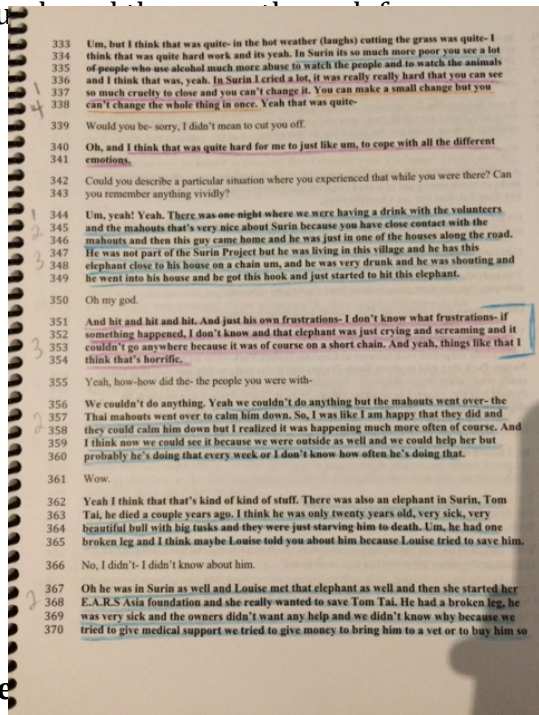 333 Um, but I think that was quite- in the hot weather (laughs) cutting the grass was quite- I
334 think that was quite hard work and its yeah. In Surin its so much more poor you see a lot
335 of people who use alcohol much more abuse to watch the people and to watch the animals
336 and I think that was, yeah. In Surin I cried a lot, it was really really hard that you can see
337 so much cruelty to close and you can't change it. You can make a small change but you
338 can't change the whole thing in once. Yeah that was quite-
339 Would you be- sorry, I didn't mean to cut you off.
340 Oh, and I think that was quite hard for me to just like um, to cope with all the different
341 emotions.
342 Could you describe a particular situation where you experienced that while you were there? Can
343 you remember anything vividly?
344 Um, yeah! Yeah. There was one night where we were having a drink with the volunteers
345 and the mahouts that's very nice about Surin because you have close contact with the
346 mahouts and then this guy came home and he was just in one of the houses along the road.
347 He was not part of the Surin Project but he was living in this village and he has this
348 elephant close to his house on a chain um, and he was very drunk and he was shouting and
349 he went into his house and he got this hook and just started to hit this elephant.
350 Oh my god.
351 And hit and hit and hit. And just his own frustrations- I don't know what frustrations- if
352 something happened, I don't know and that elephant was just crying and screaming and it
353 couldn't go anywhere because it was of course on a short chain. And yeah, things like that I
354 think that's horrific.
355 Yeah, how-how did the- the people you were with-
356 We couldn't do anything. Yeah we couldn't do anything but the mahouts went over- the
357 Thai mahouts went over to calm him down. So, I was like I am happy that they did and
358 they could calm him down but I realized it was happening much more often of course. And
359 I think now we could see it because we were outside as well and we could help her but
360 probably he's doing that every week or I don't know how often he's doing that.
361 Wow.
362 Yeah I think that that's kind of kind of stuff. There was also an elephant in Surin, Tom
363 Tai, he died a couple years ago. I think he was only twenty years old, very sick, very
364 beautiful bull with big tusks and they were just starving him to death. Um, he had one
365 broken leg and I think maybe Louise told you about him because Louise tried to save him.
366 No, I didn't- I didn't know about him.
367 Oh he was in Surin as well and Louise met that elephant as well and then she started her
368 E.A.R.S Asia foundation and she really wanted to save Tom Tai. He had a broken leg, he
369 was very sick and the owners didn't want any help and we didn't know why because we
370 tried to give medical support we tried to give money to bring him to a vet or to buy him so